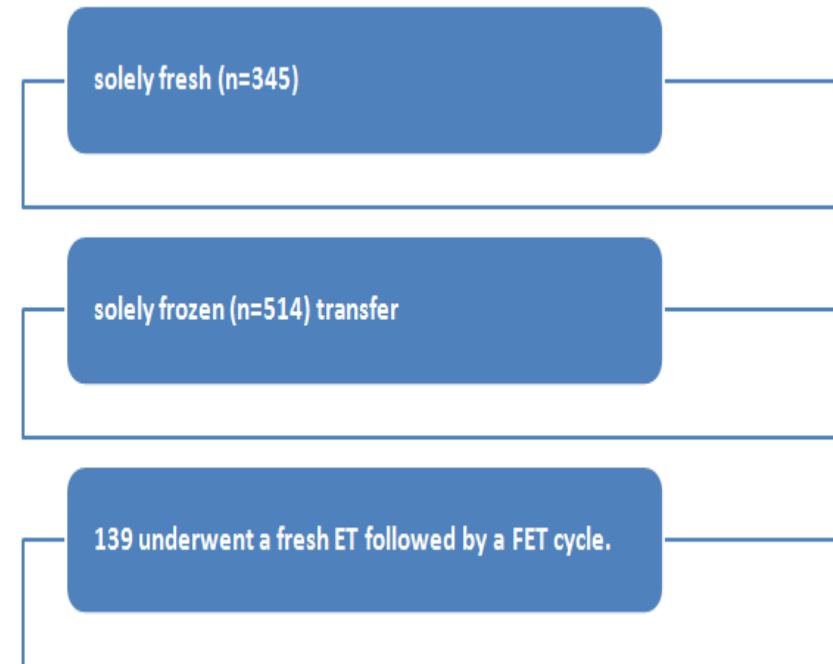 solely fresh (n=345)
solely frozen (n=514) transfer
139 underwent a fresh ET followed by a FET cycle.